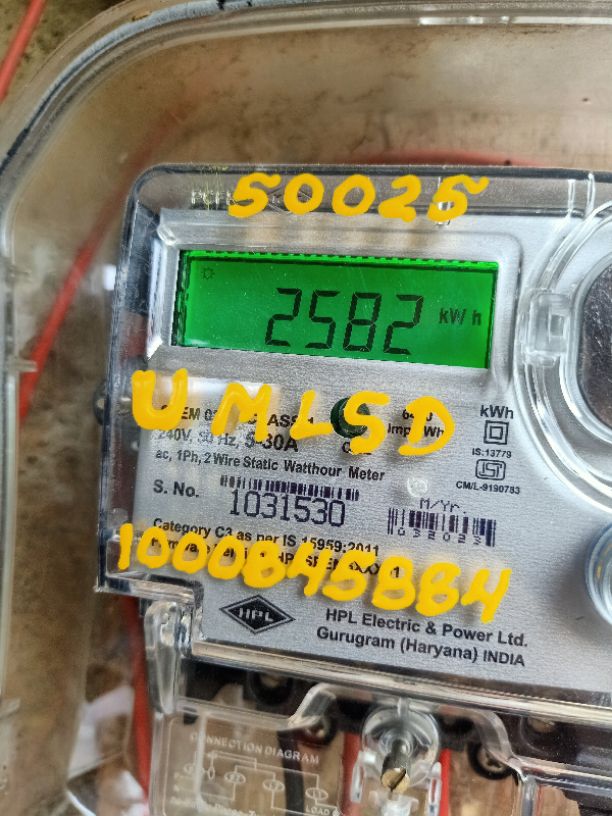 50025
2582 kWh
UMLSD
kWh
240V, 50 Hz, 5-30A
IS:13779
ac, 1Ph, 2 Wire Static Watthour Meter
CM/L-9190783
S. No. 1031530
M/Yr.
032023
Category C3 as per IS 15959:2011
1000845884
HPL
HPL Electric & Power Ltd.
Gurugram (Haryana) INDIA
CONNECTION DIAGRAM